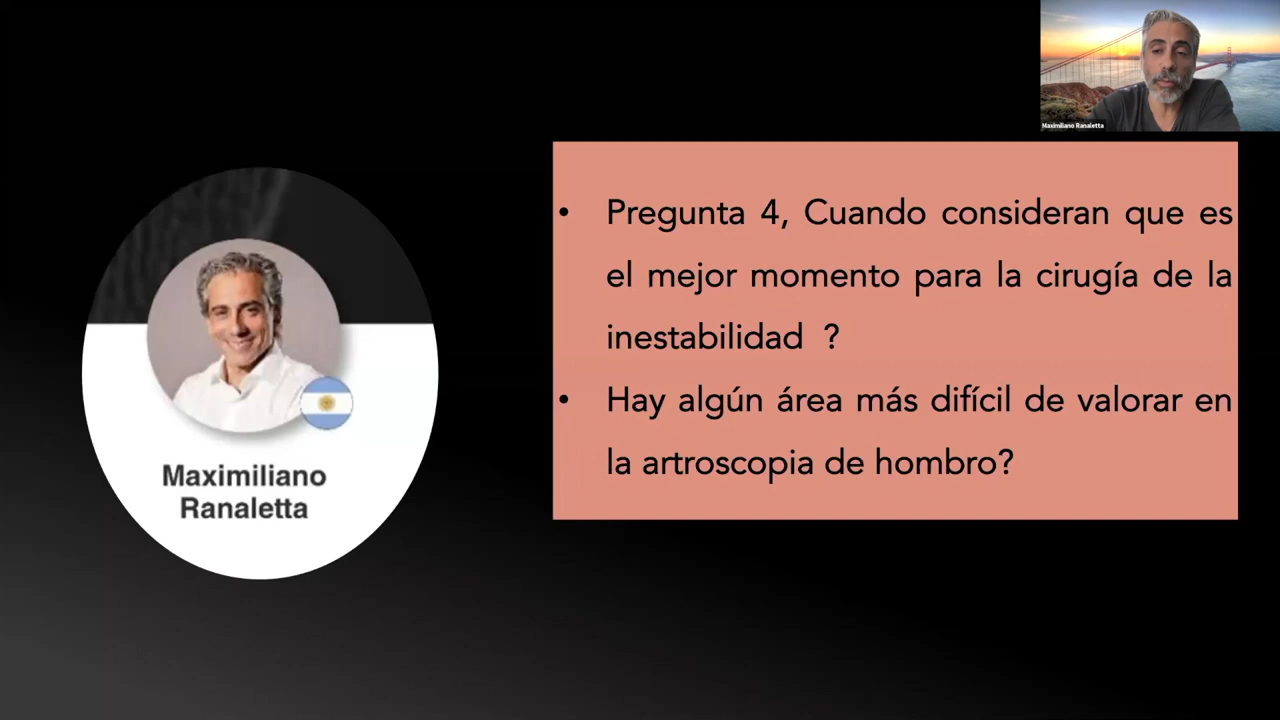 Maximiliano Ranaletta
• Pregunta 4, Cuando consideran que es
el mejor momento para la cirugía de la
inestabilidad ?
• Hay algún área más difícil de valorar en
la artroscopia de hombro?
Maximiliano
Ranaletta